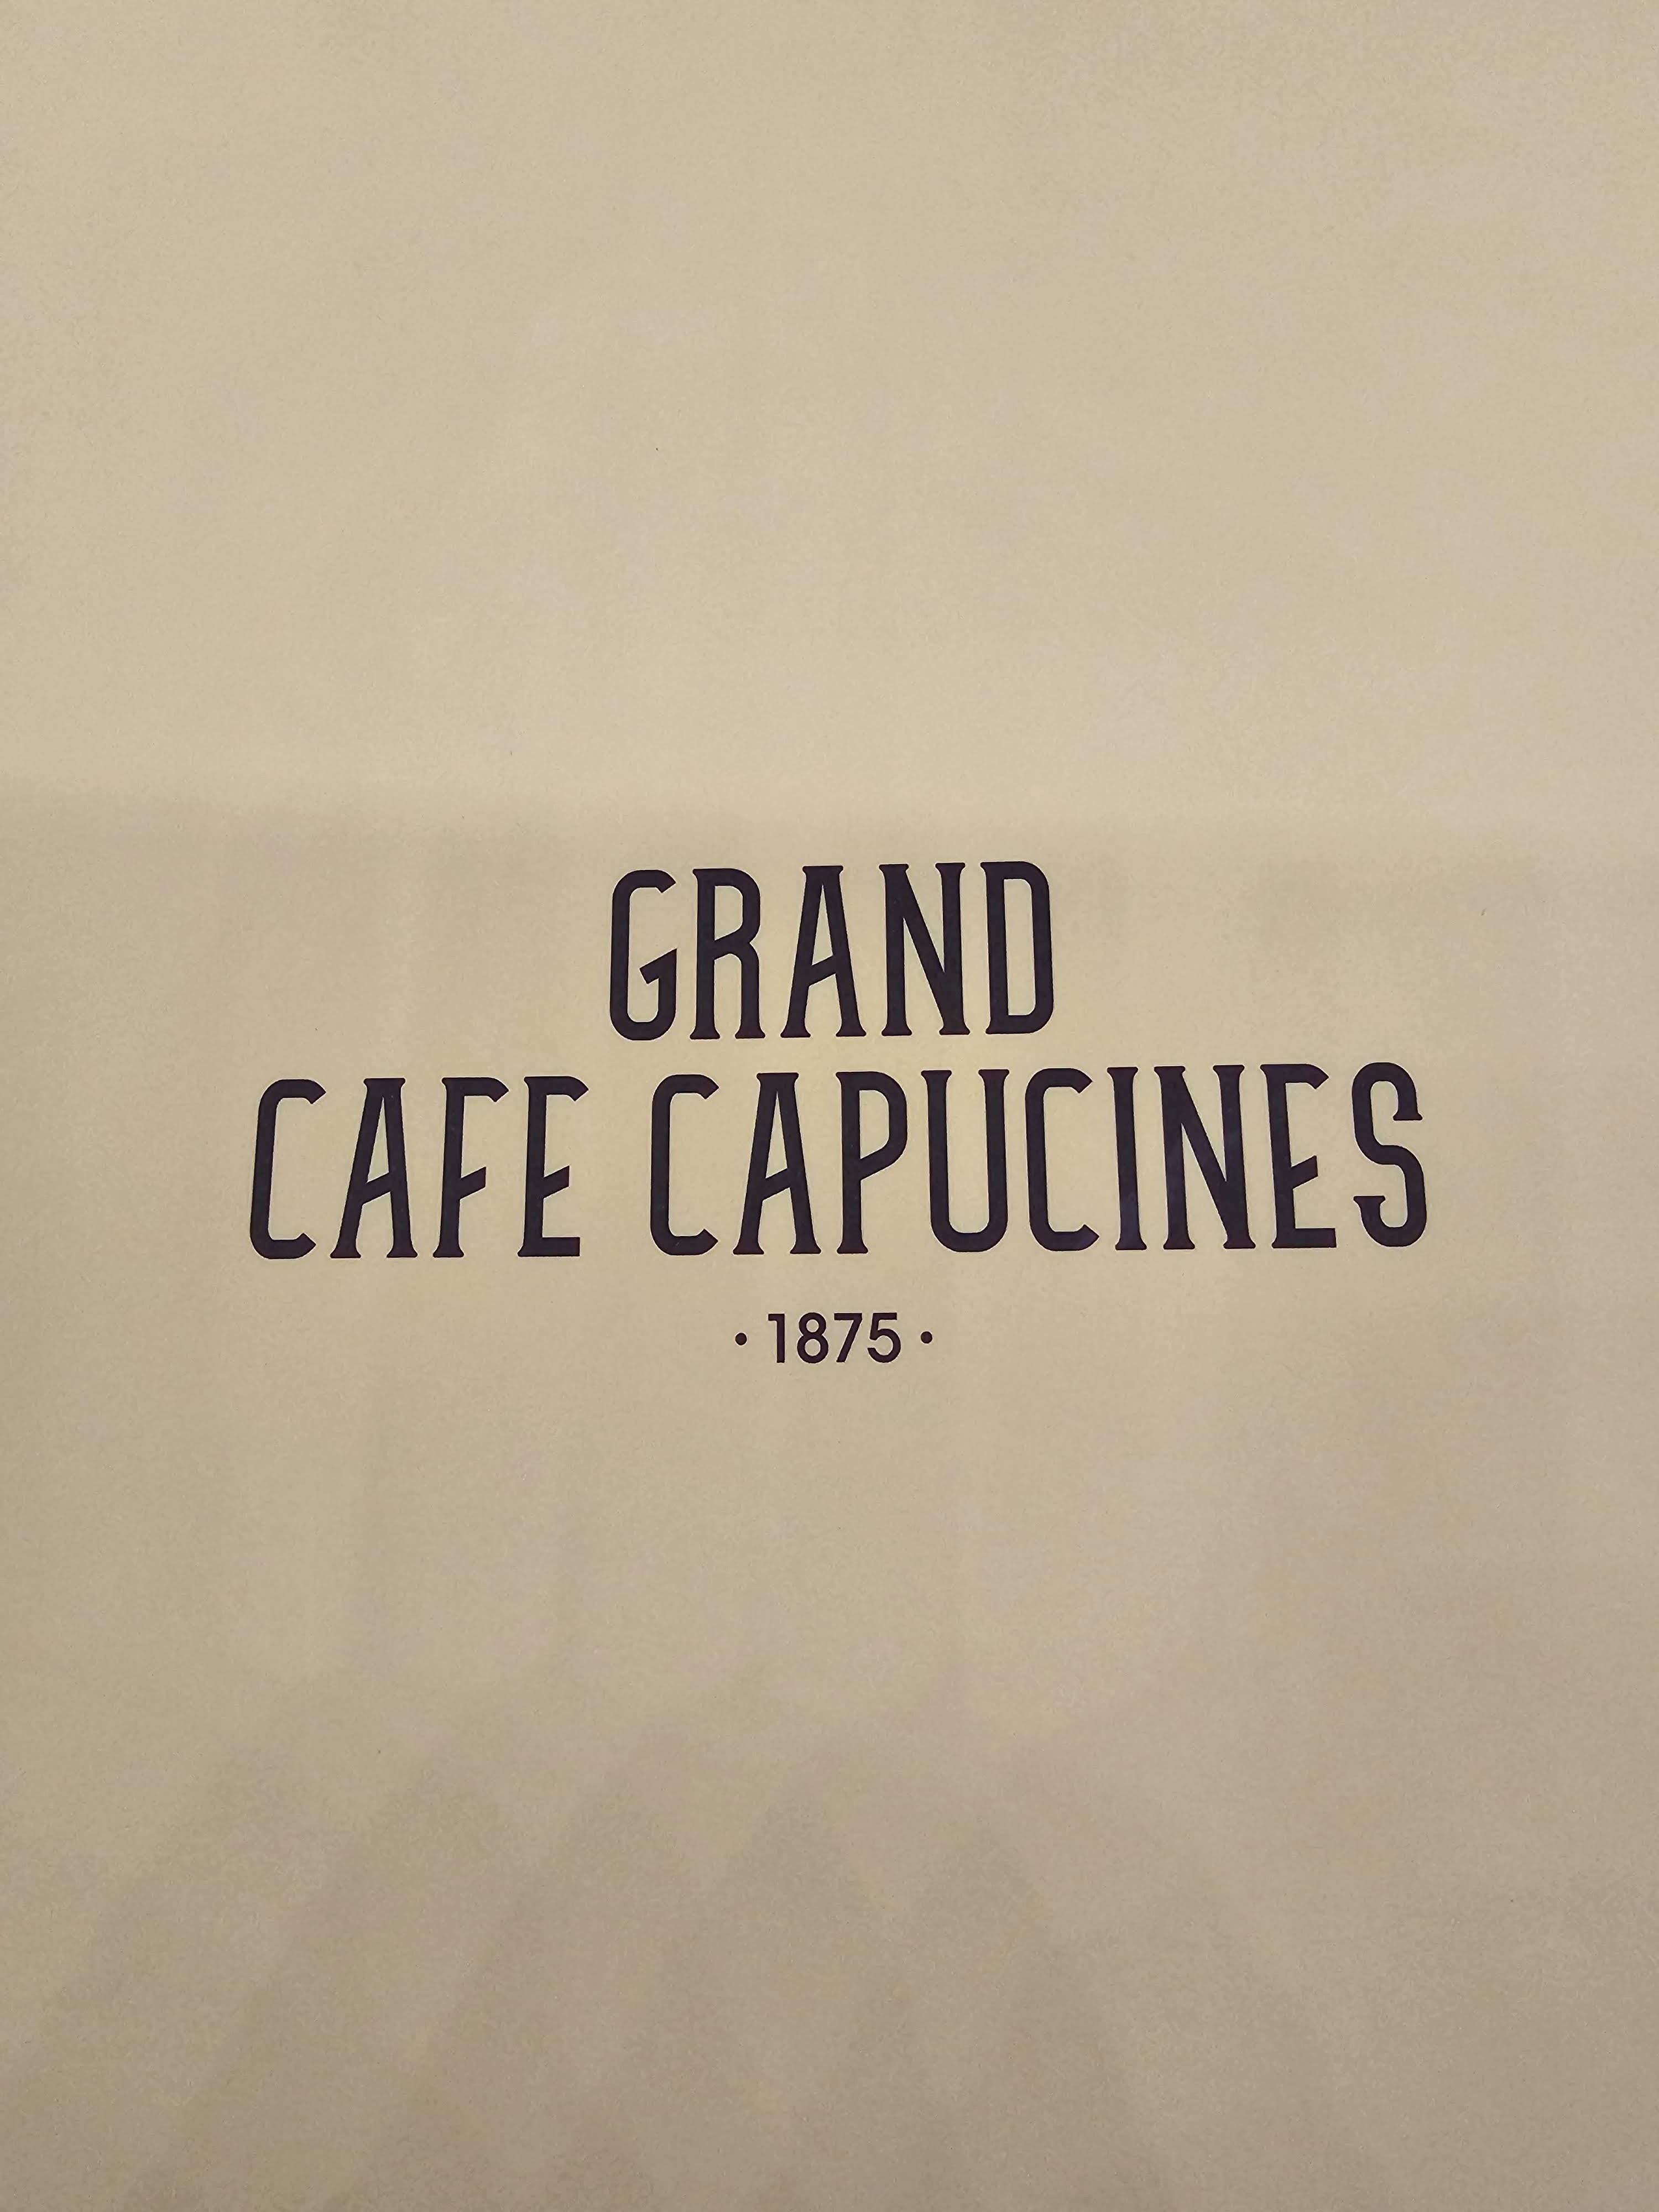 GRAND
CAFE CAPUCINES
· 1875 ·